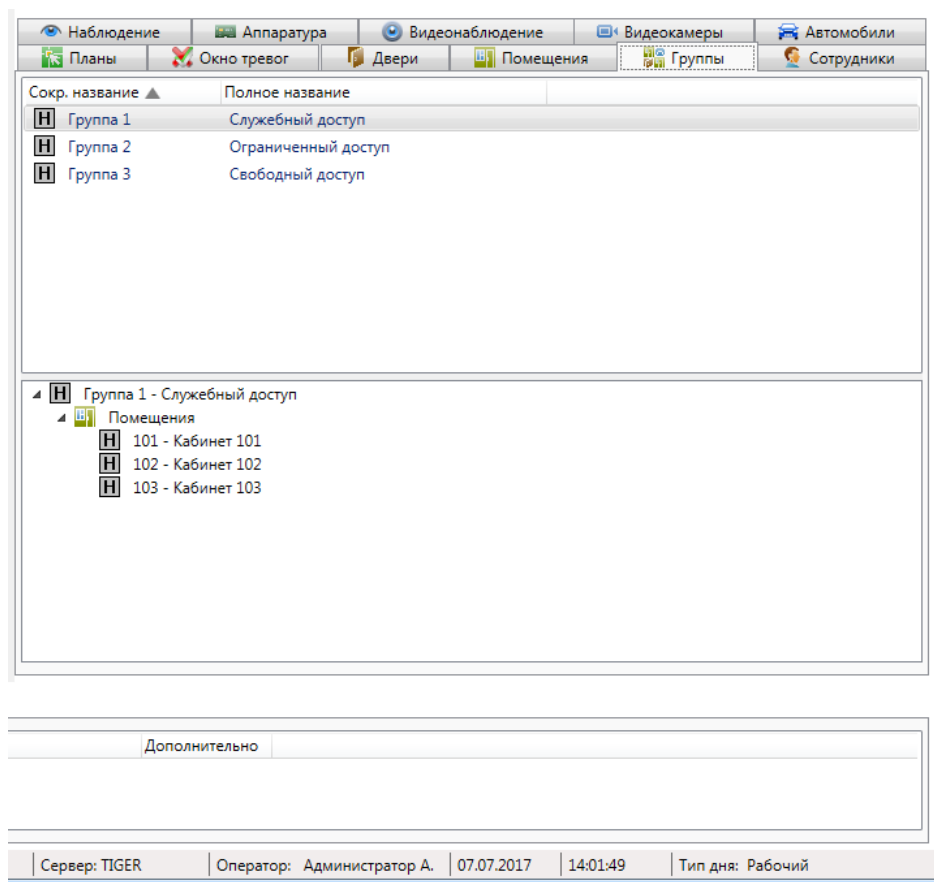 Наблюдение Аппаратура Видеонаблюдение Видеокамеры Автомобили
Планы Окно тревог Двери Помещения Группы Сотрудники
Сокр. название Полное название
H Группа 1 Служебный доступ
H Группа 2 Ограниченный доступ
H Группа 3 Свободный доступ
H Группа 1 - Служебный доступ
Помещения
H 101 - Кабинет 101
H 102 - Кабинет 102
H 103 - Кабинет 103
Дополнительно
Сервер: TIGER Оператор: Администратор А. 07.07.2017 14:01:49 Тип дня: Рабочий